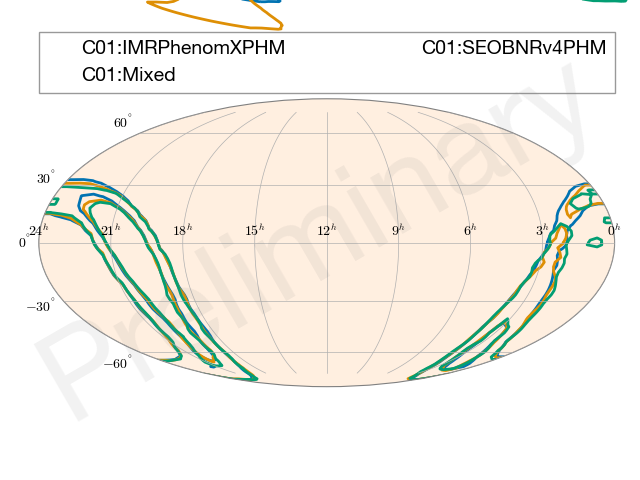 C01:IMRPhenomXPHM C01:SEOBNRv4PHM
C01:Mixed
60°
30°
0° 24h 21h 18h 15h 12h 9h 6h 3h 0h
−30°
−60°
Preliminary